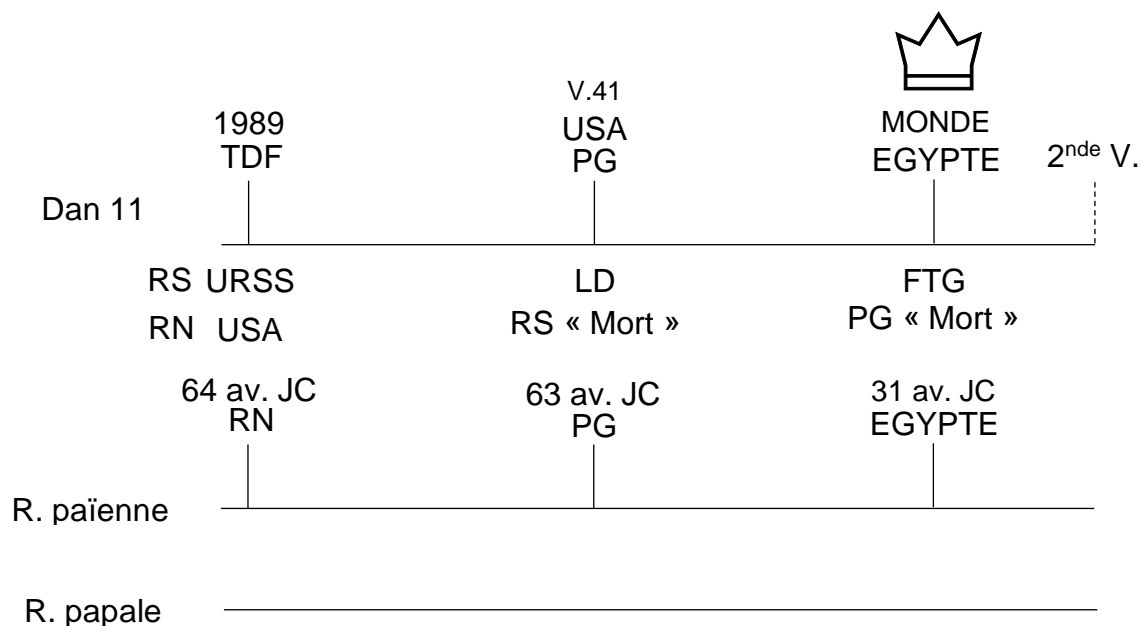 V.41
1989 USA MONDE
TDF PG EGYPTE 2nde V.
Dan 11
RS URSS LD FTG
RN USA RS « Mort » PG « Mort »
64 av. JC 63 av. JC 31 av. JC
RN PG EGYPTE
R. païenne
R. papale